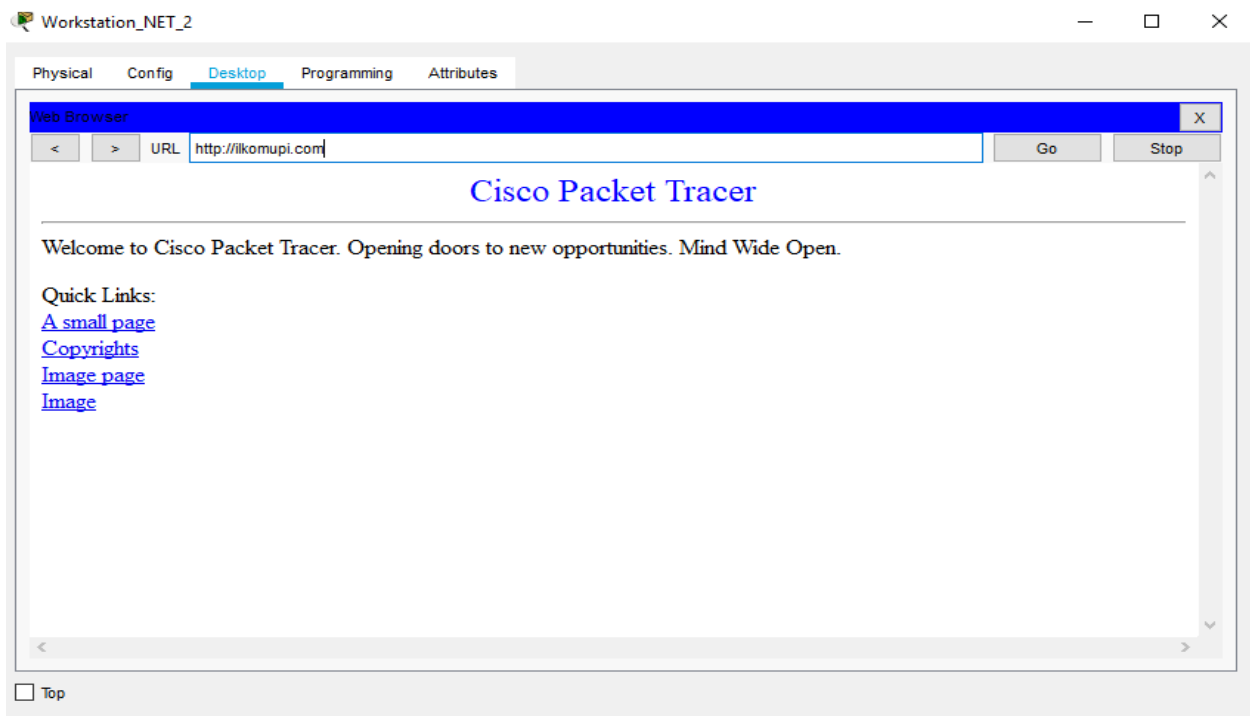 Workstation_NET_2
Physical Config Desktop Programming Attributes
Web Browser X
< > URL http://ilkomupi.com Go Stop
Cisco Packet Tracer
Welcome to Cisco Packet Tracer. Opening doors to new opportunities. Mind Wide Open.
Quick Links:
A small page
Copyrights
Image page
Image
Top